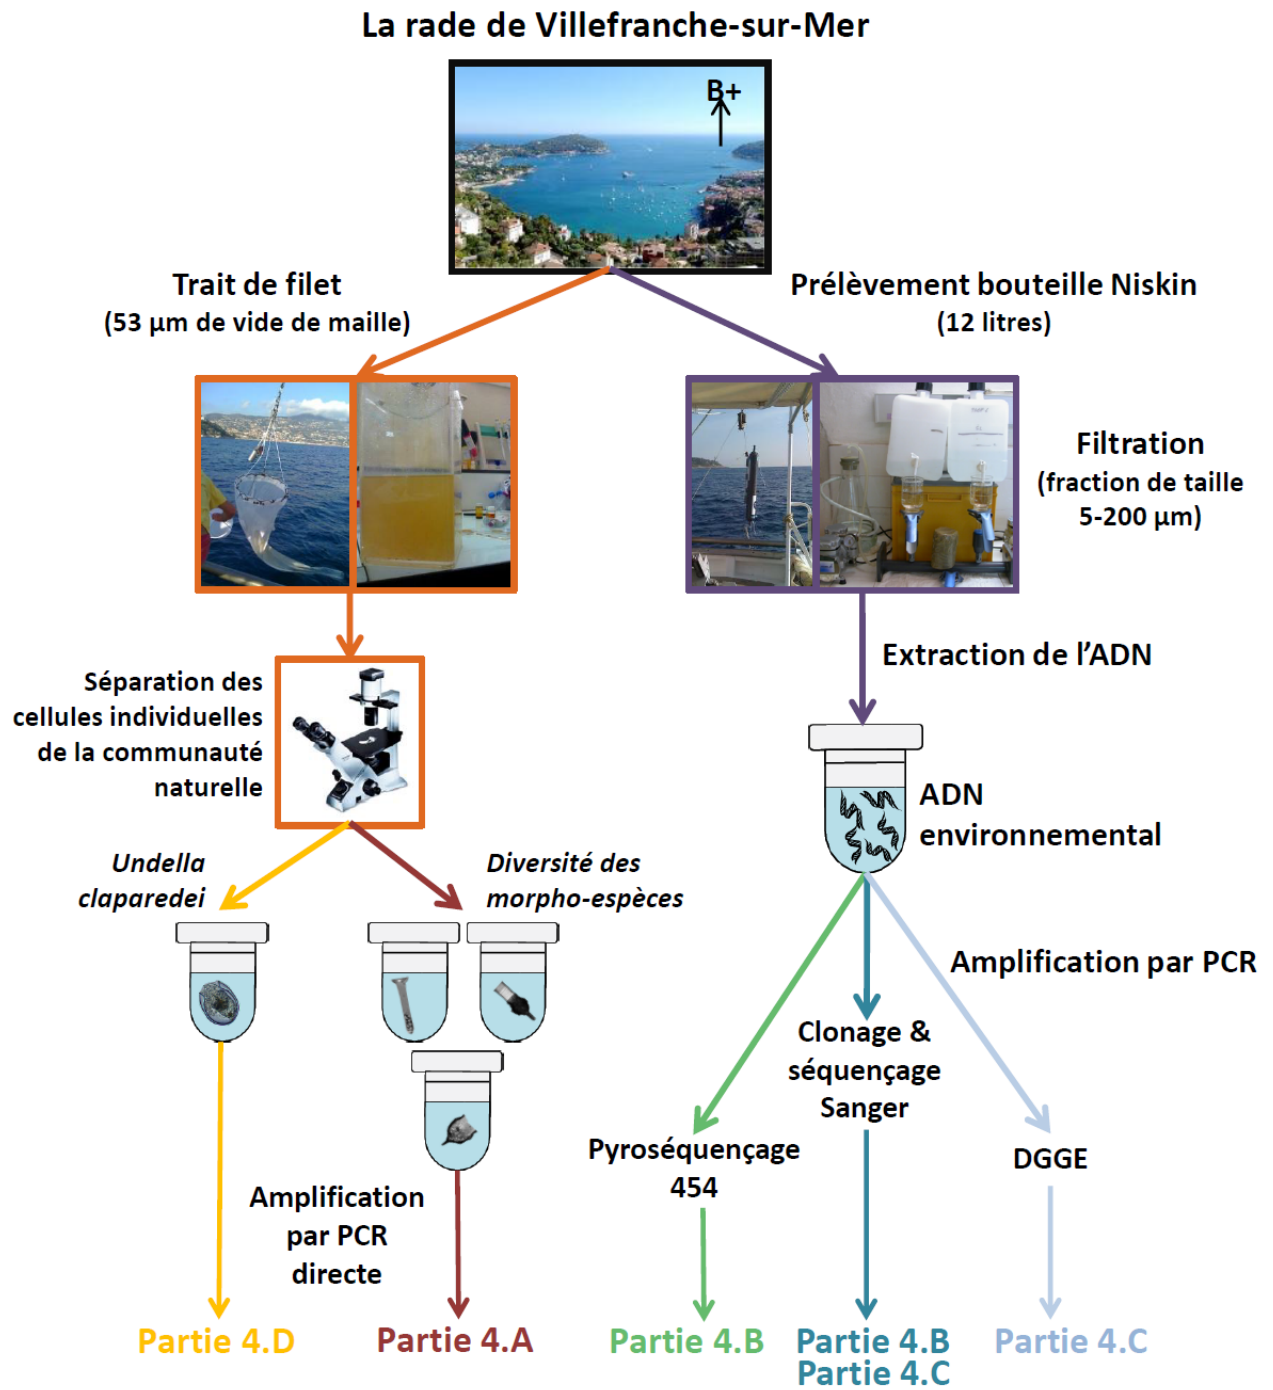 La rade de Villefranche-sur-Mer
B+
Trait de filet
(53 µm de vide de maille)
Prélèvement bouteille Niskin
(12 litres)
Filtration
(fraction de taille
5-200 µm)
Séparation des
cellules individuelles
de la communauté
naturelle
Extraction de l'ADN
ADN
environnemental
Undella
claparedei
Diversité des
morpho-espèces
Amplification par PCR
Clonage &
séquençage
Sanger
Pyroséquençage
454
DGGE
Amplification
par PCR
directe
Partie 4.D
Partie 4.A
Partie 4.B
Partie 4.B
Partie 4.C
Partie 4.C